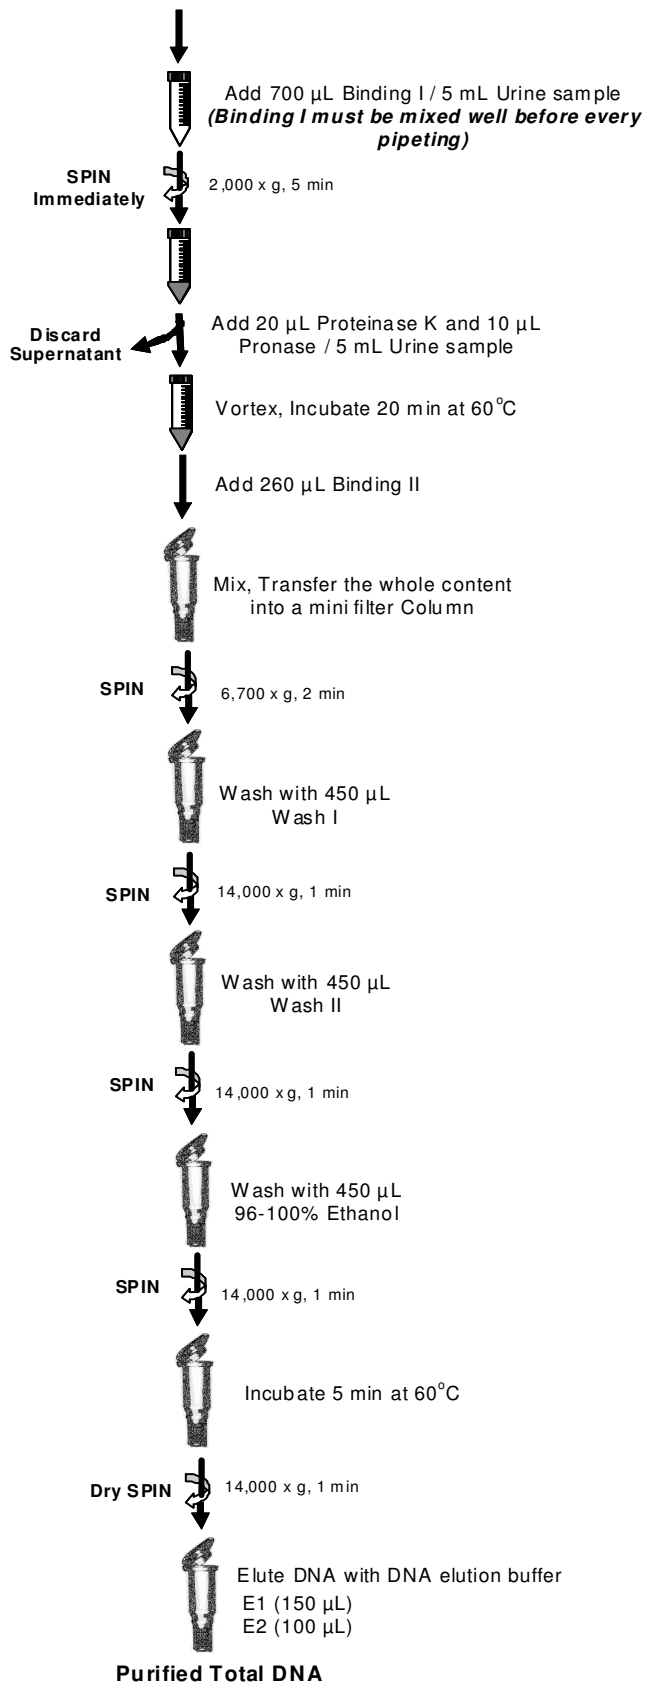 Add 700 µL Binding I / 5 mL Urine sample
(Binding I must be mixed well before every
pipeting)
SPIN
Immediately
2,000 x g, 5 min
Discard
Supernatant
Add 20 µL Proteinase K and 10 µL
Pronase / 5 mL Urine sample
Vortex, Incubate 20 min at 60°C
Add 260 µL Binding II
Mix, Transfer the whole content
into a mini filter Column
SPIN
6,700 x g, 2 min
Wash with 450 µL
Wash I
SPIN
14,000 x g, 1 min
Wash with 450 µL
Wash II
SPIN
14,000 x g, 1 min
Wash with 450 µL
96-100% Ethanol
SPIN
14,000 x g, 1 min
Incubate 5 min at 60°C
Dry SPIN
14,000 x g, 1 min
Elute DNA with DNA elution buffer
E1 (150 µL)
E2 (100 µL)
Purified Total DNA